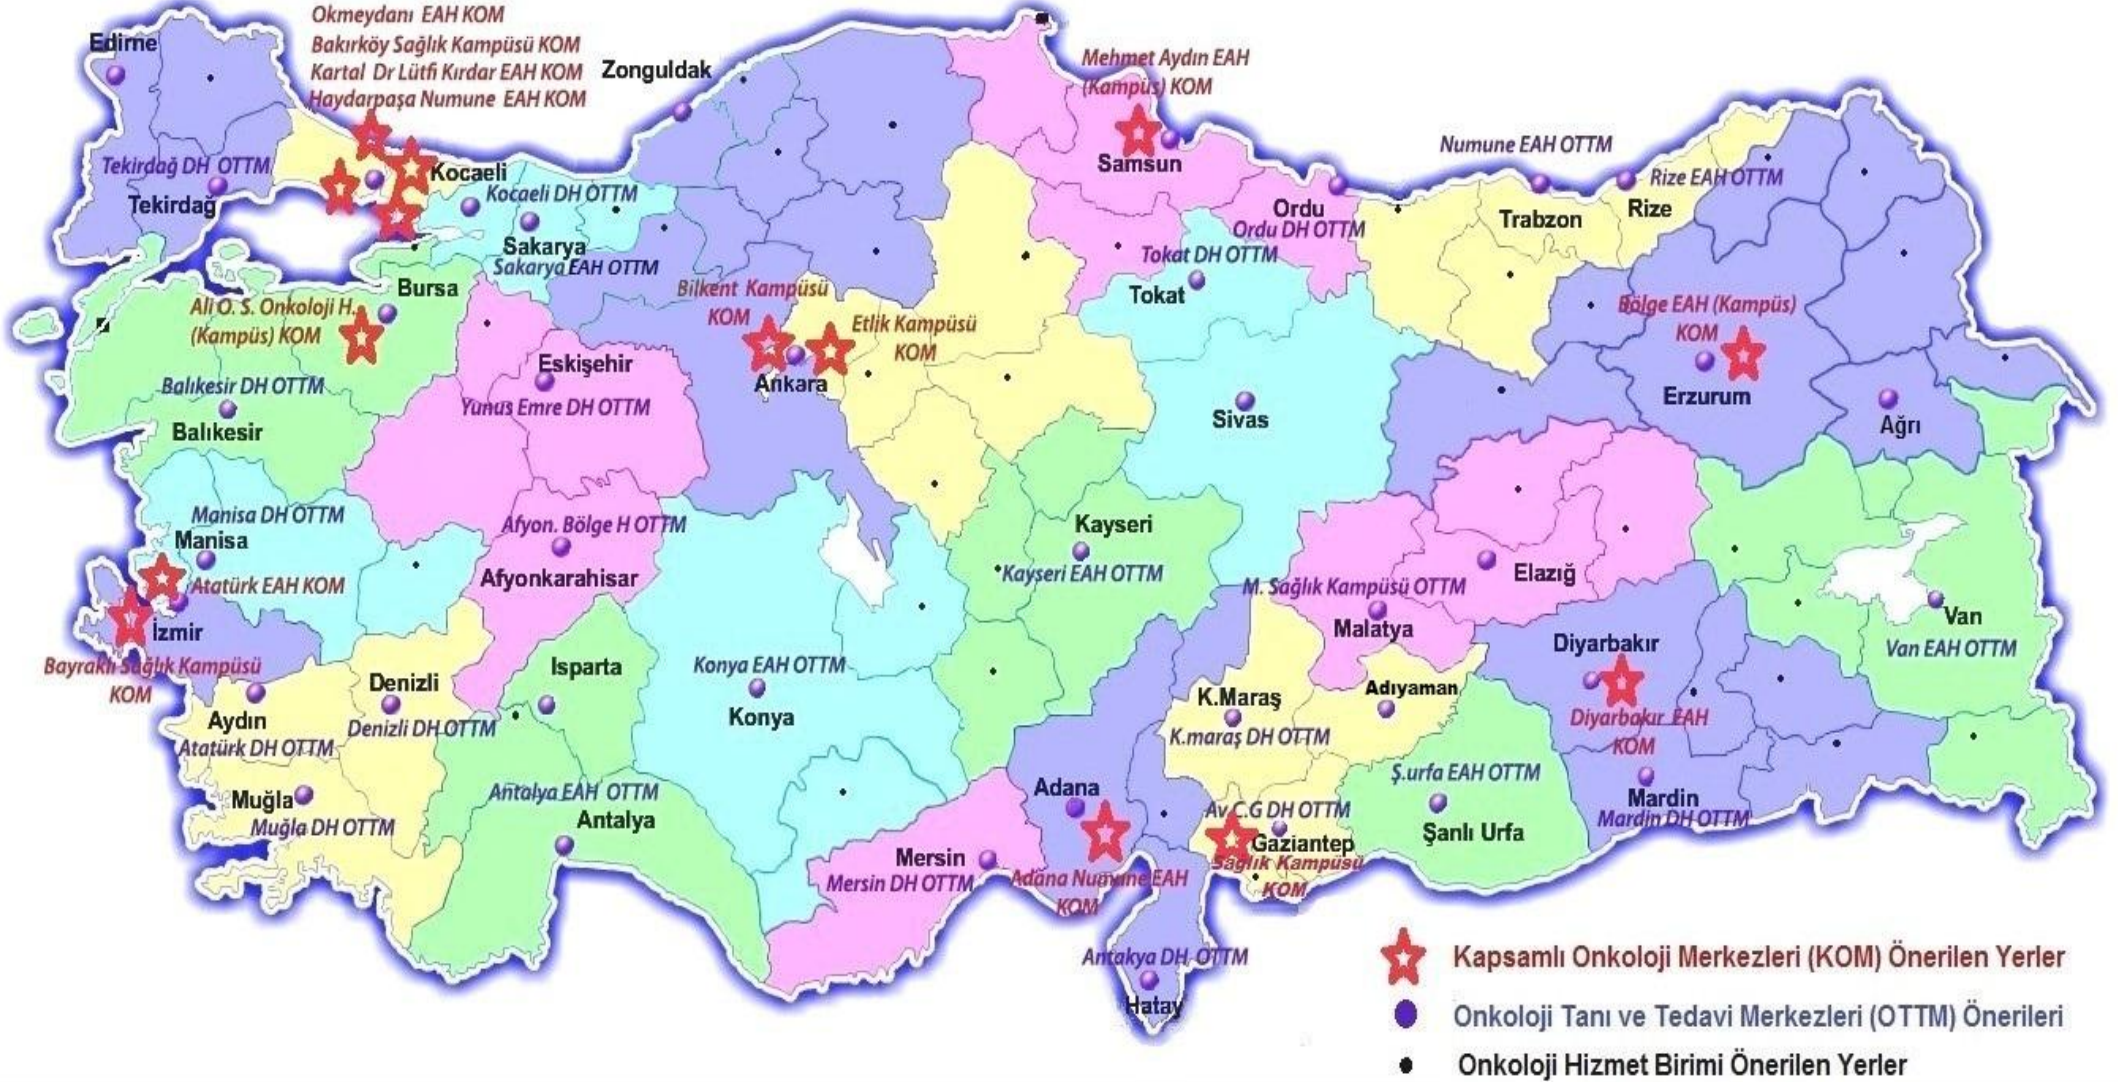 Okmeydanı EAH KOM
Bakırköy Sağlık Kampüsü KOM
Kartal Dr Lütfi Kırdar EAH KOM
Haydarpaşa Numune EAH KOM
Edirne
Zonguldak
Mehmet Aydın EAH
(Kampüs) KOM
Samsun
Numune EAH OTTM
Tekirdağ DH OTTM
Tekirdağ
Kocaeli
Kocaeli DH OTTM
Rize EAH OTTM
Rize
Trabzon
Ordu
Ordu DH OTTM
Sakarya
Sakarya EAH OTTM
Tokat DH OTTM
Tokat
Bursa
Ali O. S. Onkoloji H.
(Kampüs) KOM
Bilkent Kampüsü
KOM
Etlik Kampüsü
KOM
Ankara
Bölge EAH (Kampüs)
KOM
Erzurum
Eskişehir
Yunus Emre DH OTTM
Balıkesir DH OTTM
Balıkesir
Sivas
Ağrı
Manisa DH OTTM
Manisa
Afyon. Bölge H OTTM
Afyonkarahisar
Kayseri
Kayseri EAH OTTM
Elazığ
M. Sağlık Kampüsü OTTM
Malatya
Atatürk EAH KOM
İzmir
Bayraklı Sağlık Kampüsü
KOM
Van
Van EAH OTTM
Diyarbakır
Diyarbakır EAH
KOM
Isparta
Konya EAH OTTM
Konya
Denizli
Denizli DH OTTM
Aydın
Atatürk DH OTTM
K.Maraş
K.maraş DH OTTM
Adıyaman
Ş.urfa EAH OTTM
Şanlı Urfa
Mardin
Mardin DH OTTM
Muğla
Muğla DH OTTM
Antalya EAH OTTM
Antalya
Adana
Adana Numune EAH
KOM
Av C.G DH OTTM
Gaziantep
Sağlık Kampüsü
KOM
Mersin
Mersin DH OTTM
Antakya DH OTTM
Hatay
Kapsamlı Onkoloji Merkezleri (KOM) Önerilen Yerler
Onkoloji Tanı ve Tedavi Merkezleri (OTTM) Önerileri
Onkoloji Hizmet Birimi Önerilen Yerler